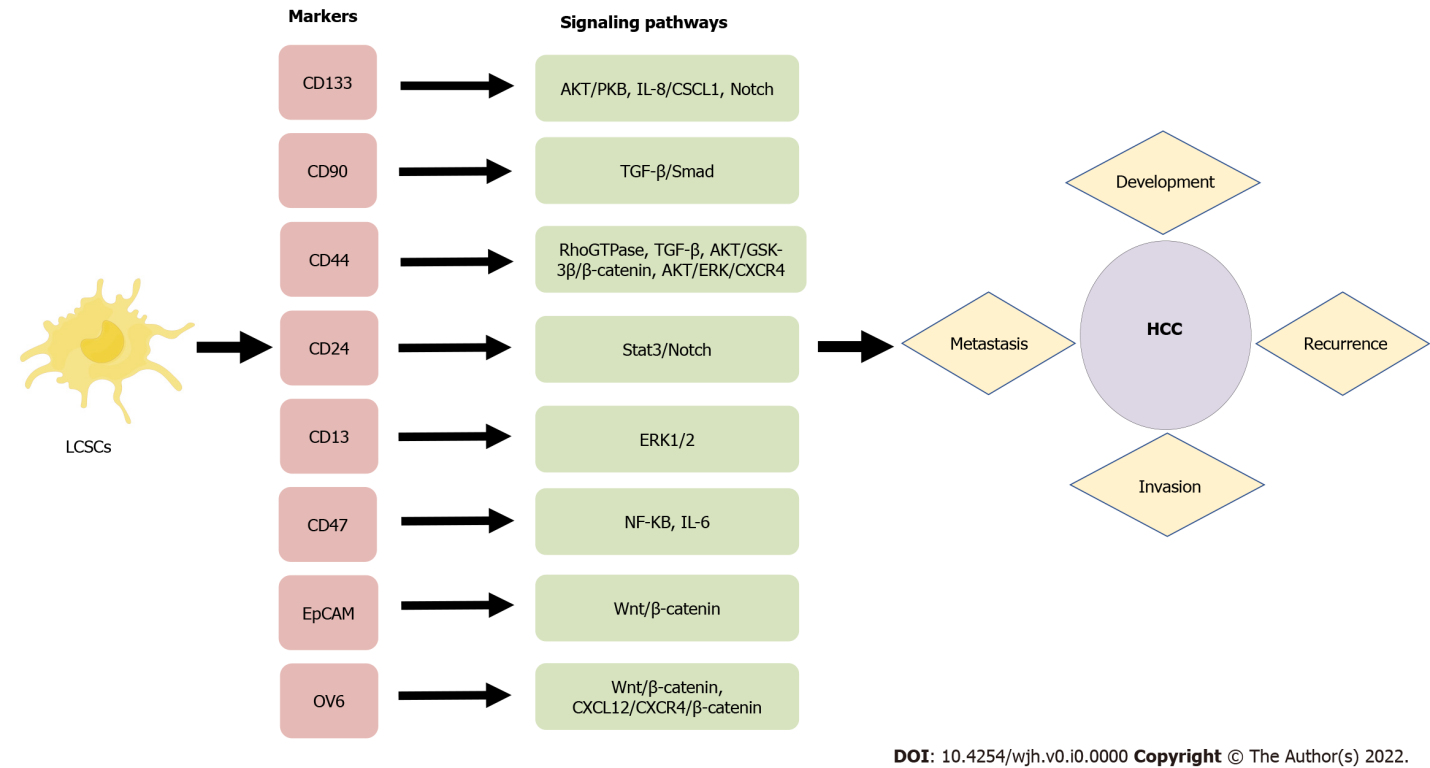 Markers
Signaling pathways
CD133
AKT/PKB, IL-8/CSCL1, Notch
CD90
TGF-β/Smad
CD44
RhoGTPase, TGF-β, AKT/GSK-
3β/β-catenin, AKT/ERK/CXCR4
CD24
Stat3/Notch
CD13
ERK1/2
CD47
NF-KB, IL-6
EpCAM
Wnt/β-catenin
OV6
Wnt/β-catenin,
CXCL12/CXCR4/β-catenin
LCSCs
Development
Metastasis
HCC
Recurrence
Invasion
DOI: 10.4254/wjh.v0.i0.0000 Copyright © The Author(s) 2022.